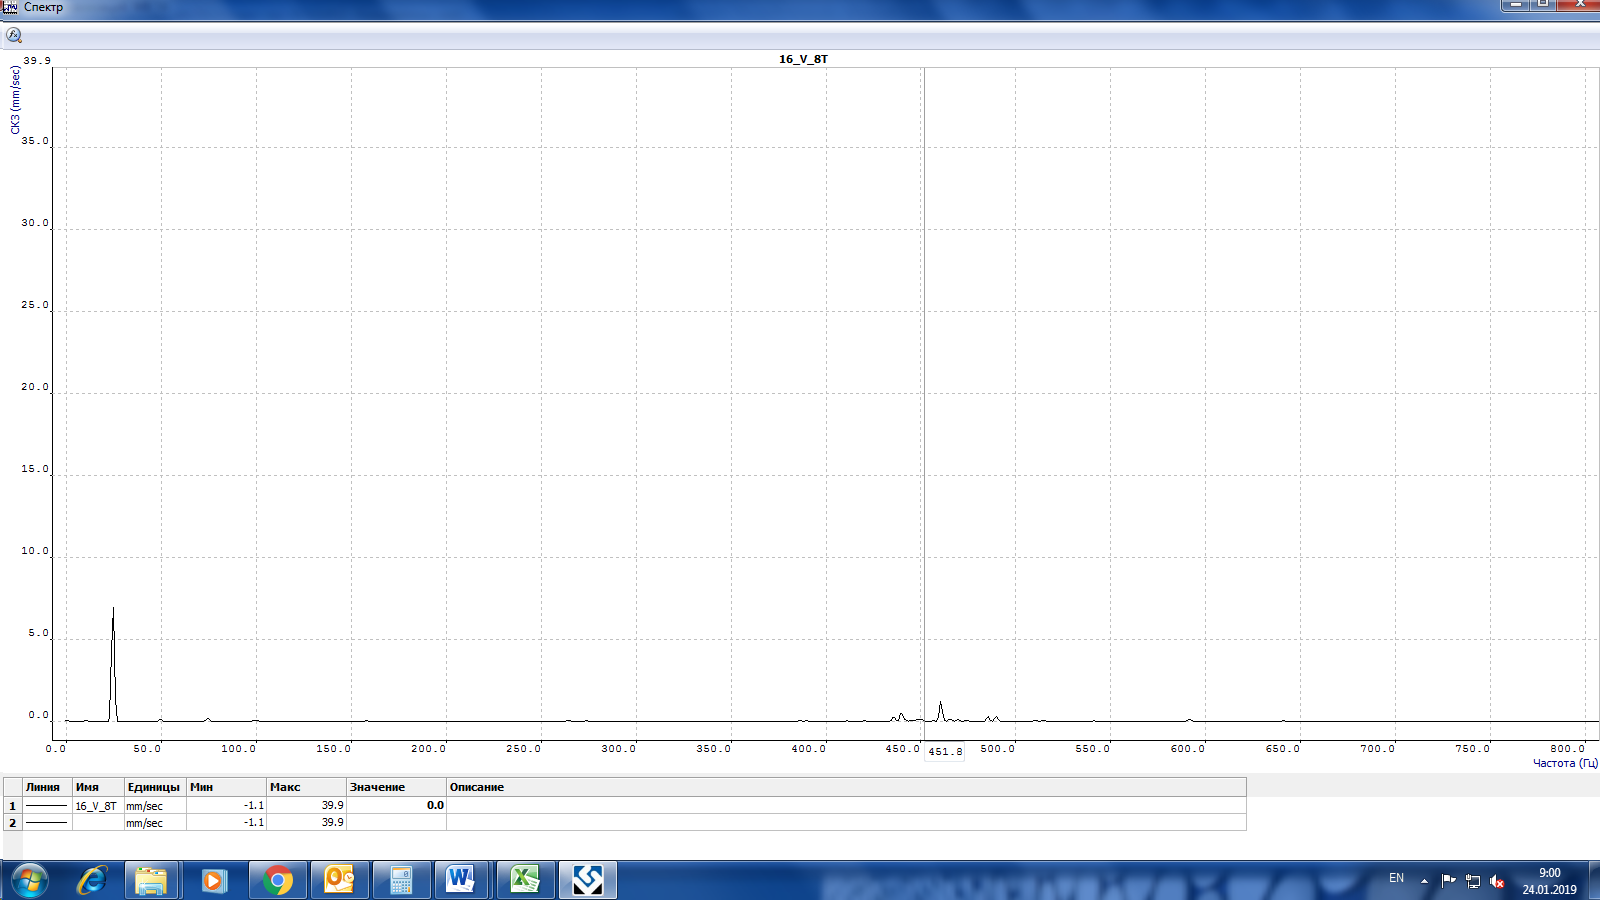 Спектр
16_V_8T
39.9
СКЗ (mm/sec)
35.0
30.0
25.0
20.0
15.0
10.0
5.0
0.0
0.0 50.0 100.0 150.0 200.0 250.0 300.0 350.0 400.0 450.0 500.0 550.0 600.0 650.0 700.0 750.0 800.0
451.8
Частота (Гц)
Линия Имя Единицы Мин Макс Значение Описание
1 16_V_8T mm/sec -1.1 39.9 0.0
2 mm/sec -1.1 39.9
EN
9:00
24.01.2019